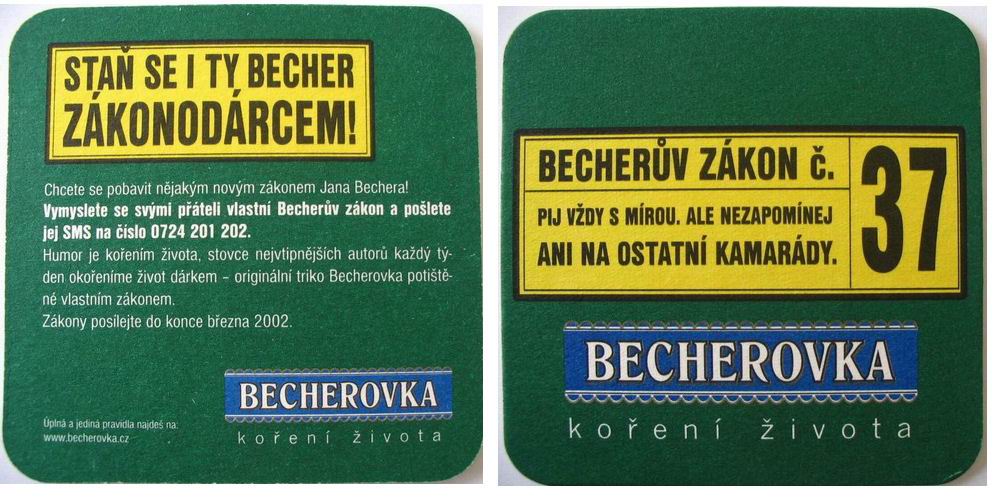 STAŇ SE I TY BECHER
ZÁKONODÁRCEM!
Chcete se pobavit nějakým novým zákonem Jana Bechera!
Vymyslete se svými přáteli vlastní Becherův zákon a pošlete
jej SMS na číslo 0724 201 202.
Humor je kořením života, stovce nejvtipnějších autorů každý tý-
den okořeníme život dárkem – originální triko Becherovka potiště-
né vlastním zákonem.
Zákony posílejte do konce března 2002.
BECHEROVKA
koření života
Úplná a jediná pravidla najdeš na:
www.becherovka.cz
BECHERŮV ZÁKON č.
37
PIJ VŽDY S MÍROU. ALE NEZAPOMÍNEJ
ANI NA OSTATNÍ KAMARÁDY.
BECHEROVKA
koření života